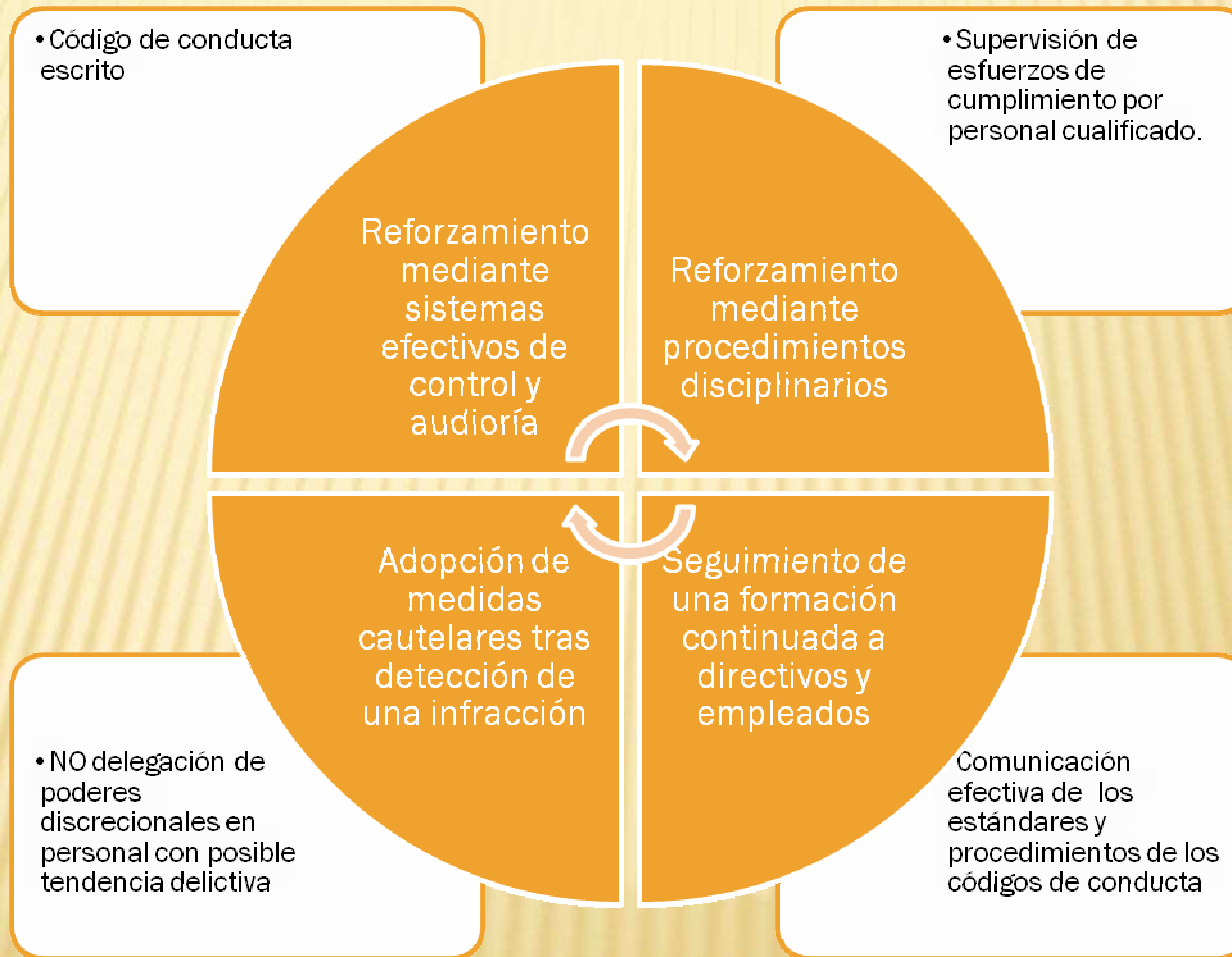 •Código de conducta
escrito
•Supervisión de
esfuerzos de
cumplimiento por
personal cualificado.
Reforzamiento
mediante
sistemas
efectivos de
control y
audioría
Reforzamiento
mediante
procedimientos
disciplinarios
Adopción de
medidas
cautelares tras
detección de
una infracción
Seguimiento de
una formación
continuada a
directivos y
empleados
•NO delegación de
poderes
discrecionales en
personal con posible
tendencia delictiva
Comunicación
efectiva de los
estándares y
procedimientos de los
códigos de conducta